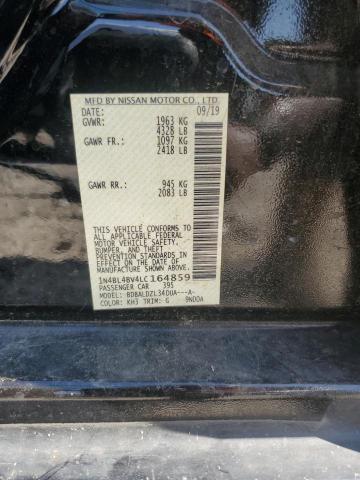 MFD BY NISSAN MOTOR CO., LTD.
DATE: 09/19
GVWR: 1963 KG
4328 LB
GAWR FR.: 1097 KG
2418 LB
GAWR RR.: 945 KG
2083 LB
THIS VEHICLE CONFORMS TO ALL
APPLICABLE FEDERAL MOTOR
VEHICLE SAFETY,
BUMPER, AND
THEFT PREVENTION
STANDARDS IN EFFECT ON THE
DATE OF MANUFACTURE
SHOWN ABOVE.
1N4BL4BV4LC164859
PASSENGER CAR 395
MODEL: BDBALDZL34DUA---A-
COLOR: KH3 TRIM: G 9NDOA